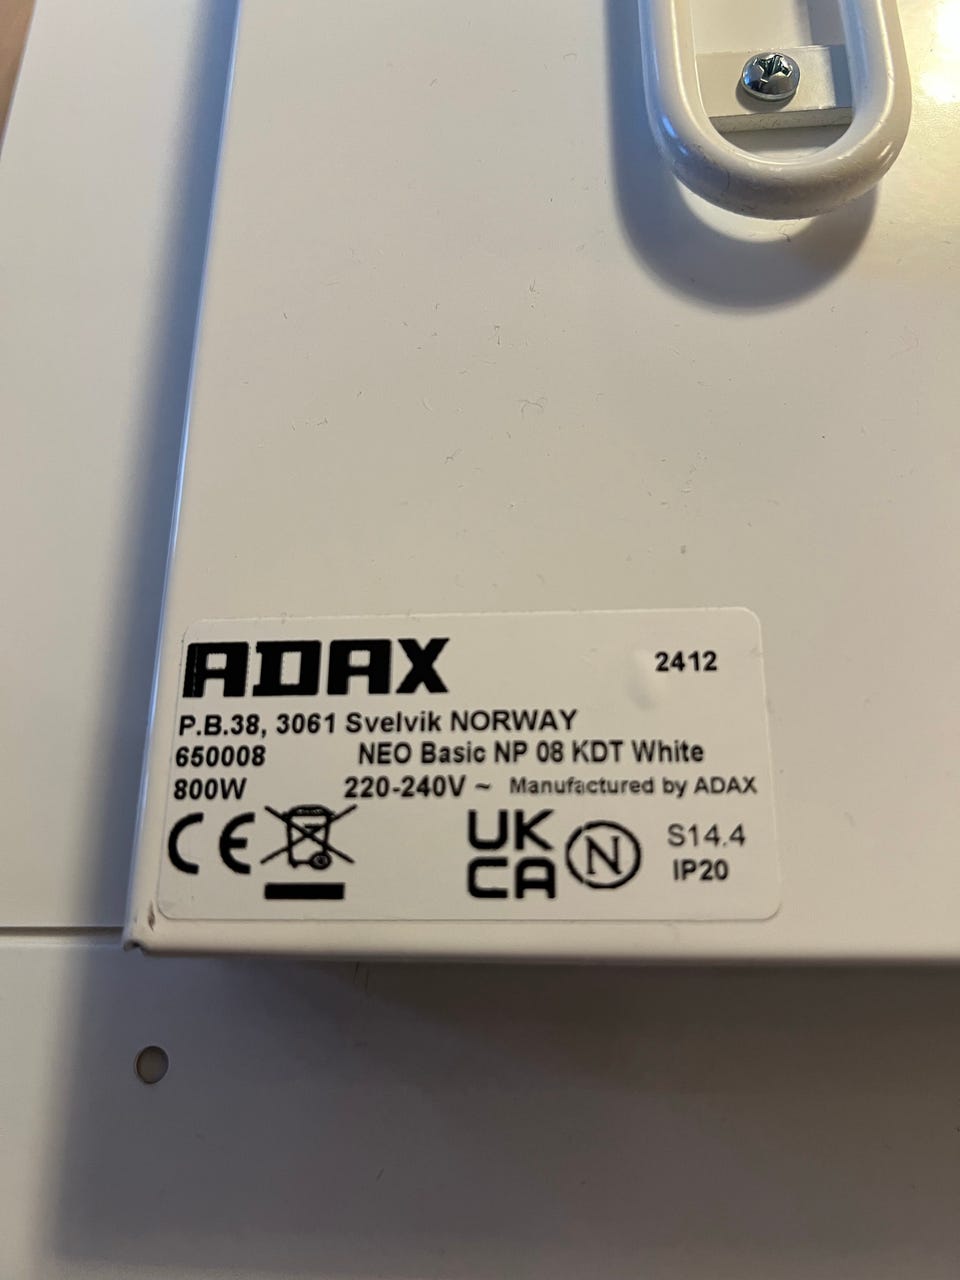 ADAX 2412
P.B.38, 3061 Svelvik NORWAY
650008 NEO Basic NP 08 KDT White
800W 220-240V ~ Manufactured by ADAX
CE UK CA N S14.4
IP20